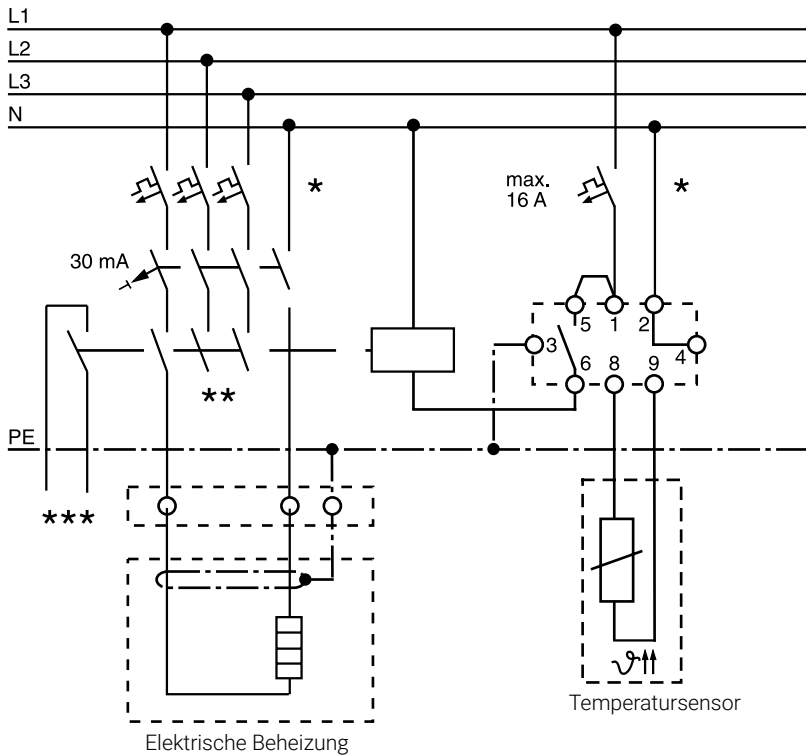 L1
L2
L3
N
*
max.
16 A
*
30 mA
5 1 2
3
4
6 8 9
**
PE
***
ϑ↑↑
Temperatursensor
Elektrische Beheizung